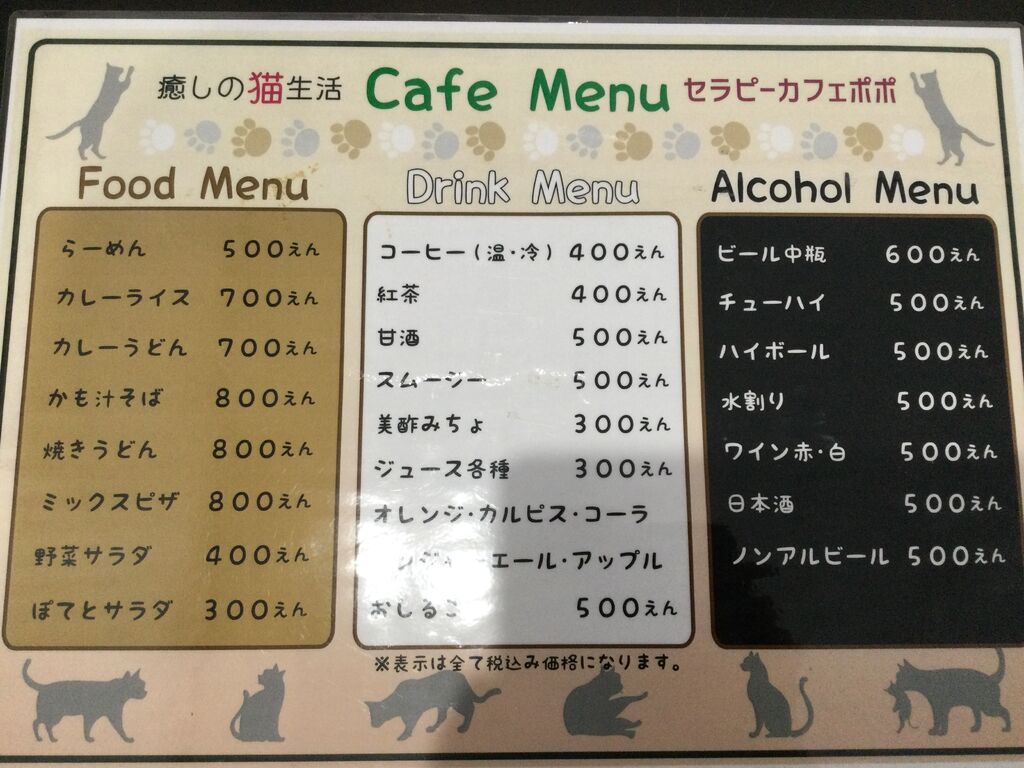 癒しの猫生活 Cafe Menu セラピーカフェポポ
Food Menu
らーめん 500えん
カレーライス 700えん
カレーうどん 700えん
かも汁そば 800えん
焼きうどん 800えん
ミックスピザ 800えん
野菜サラダ 400えん
ぽてとサラダ 300えん
Drink Menu
コーヒー(温・冷) 400えん
紅茶 400えん
甘酒 500えん
スムージー 500えん
美酢みちょ 300えん
ジュース各種 300えん
オレンジ・カルピス・コーラ
ンジャーエール・アップル
おしるこ 500えん
※表示は全て税込み価格になります。
Alcohol Menu
ビール中瓶 600えん
チューハイ 500えん
ハイボール 500えん
水割り 500えん
ワイン赤・白 500えん
日本酒 500えん
ノンアルビール 500えん